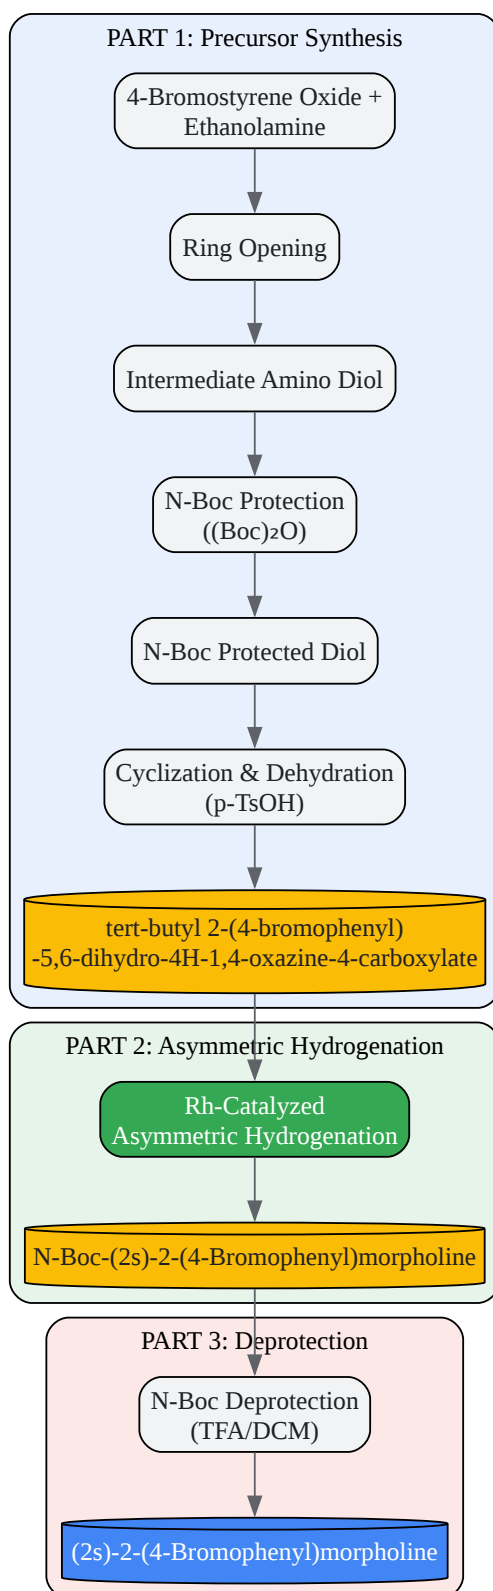 PART 1: Precursor Synthesis
4-Bromostyrene Oxide +
Ethanolamine
Ring Opening
Intermediate Amino Diol
N-Boc Protection
((Boc)₂O)
N-Boc Protected Diol
Cyclization & Dehydration
(p-TsOH)
tert-butyl 2-(4-bromophenyl)
-5,6-dihydro-4H-1,4-oxazine-4-carboxylate
PART 2: Asymmetric Hydrogenation
Rh-Catalyzed
Asymmetric Hydrogenation
N-Boc-(2s)-2-(4-Bromophenyl)morpholine
PART 3: Deprotection
N-Boc Deprotection
(TFA/DCM)
(2s)-2-(4-Bromophenyl)morpholine